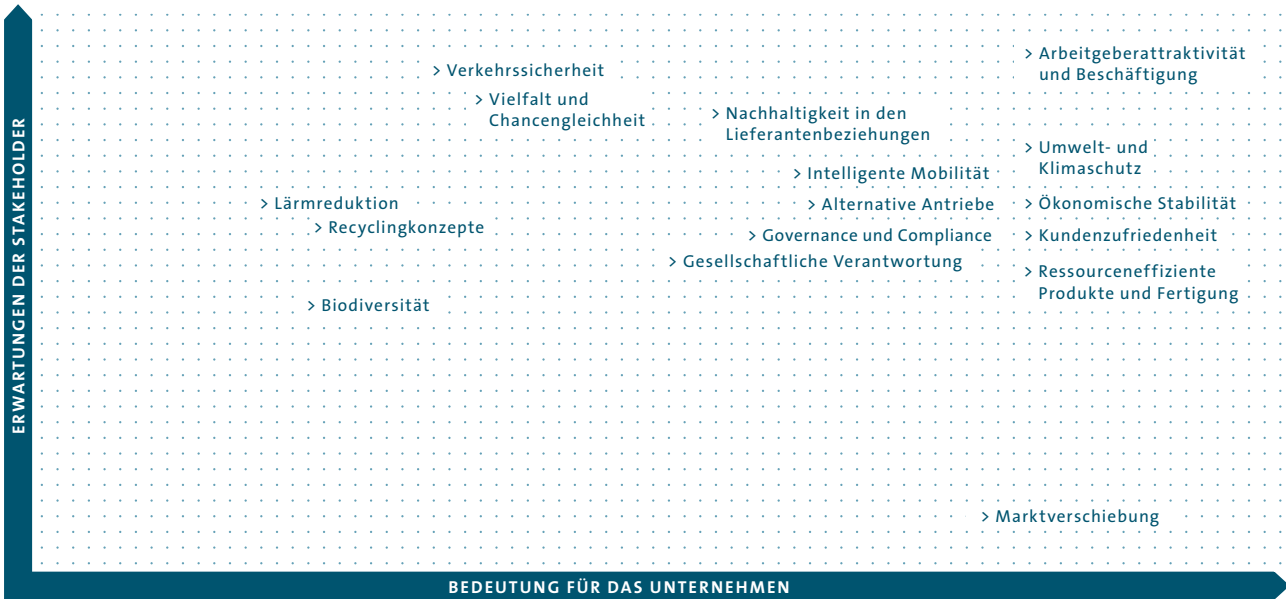 ERWARTUNGEN DER STAKEHOLDER
> Arbeitgeberattraktivität
und Beschäftigung
> Verkehrssicherheit
> Vielfalt und
Chancengleichheit
> Nachhaltigkeit in den
Lieferantenbeziehungen
> Umwelt- und
Klimaschutz
> Intelligente Mobilität
> Lärmreduktion
> Alternative Antriebe
> Ökonomische Stabilität
> Recyclingkonzepte
> Governance und Compliance
> Kundenzufriedenheit
> Gesellschaftliche Verantwortung
> Ressourceneffiziente
Produkte und Fertigung
> Biodiversität
> Marktverschiebung
BEDEUTUNG FÜR DAS UNTERNEHMEN